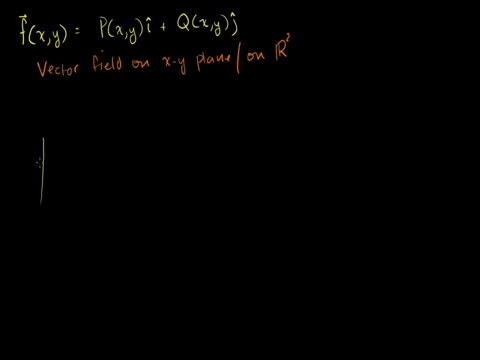 f⃗(x,y) = P(x,y)î + Q(x,y)ĵ
Vector field on x-y plane / on ℝ²